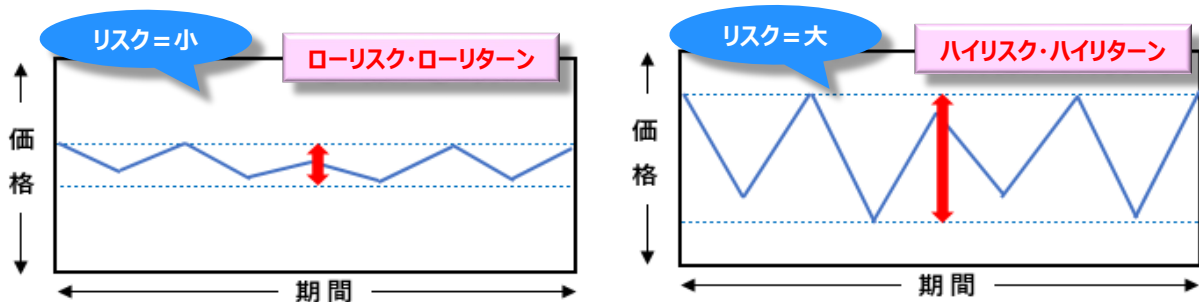 リスク=小
ローリスク・ローリターン
価格
期間
リスク=大
ハイリスク・ハイリターン
価格
期間